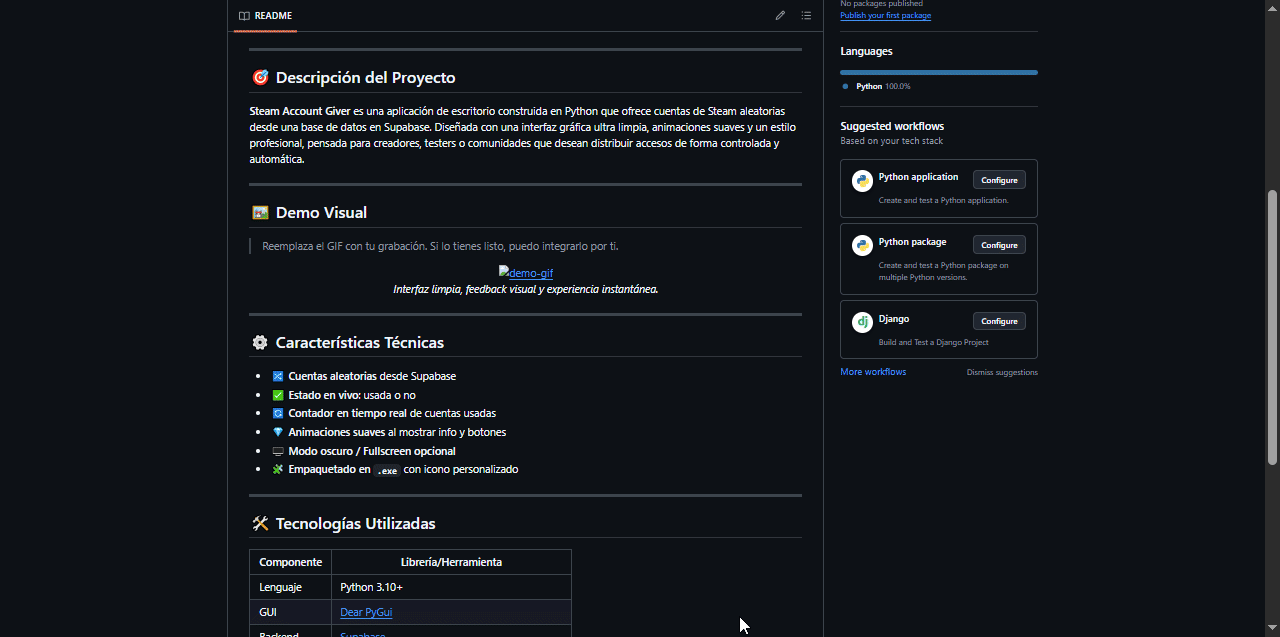 README
Descripción del Proyecto
Steam Account Giver es una aplicación de escritorio construida en Python que ofrece cuentas de Steam aleatorias
desde una base de datos en Supabase. Diseñada con una interfaz gráfica ultra limpia, animaciones suaves y un estilo
profesional, pensada para creadores, testers o comunidades que desean distribuir accesos de forma controlada y
automática.
Demo Visual
Reemplaza el GIF con tu grabación. Si lo tienes listo, puedo integrarlo por ti.
demo-gif
Interfaz limpia, feedback visual y experiencia instantánea.
Características Técnicas
Cuentas aleatorias desde Supabase
Estado en vivo: usada o no
Contador en tiempo real de cuentas usadas
Animaciones suaves al mostrar info y botones
Modo oscuro / Fullscreen opcional
Empaquetado en .exe con icono personalizado
Tecnologías Utilizadas
Componente Librería/Herramienta
Lenguaje Python 3.10+
GUI Dear PyGui
Backend Supabase
No packages published
Publish your first package
Languages
Python 100.0%
Suggested workflows
Based on your tech stack
Python application Configure
Create and test a Python application.
Python package Configure
Create and test a Python package on
multiple Python versions.
dj Django Configure
Build and Test a Django Project
More workflows Dismiss suggestions